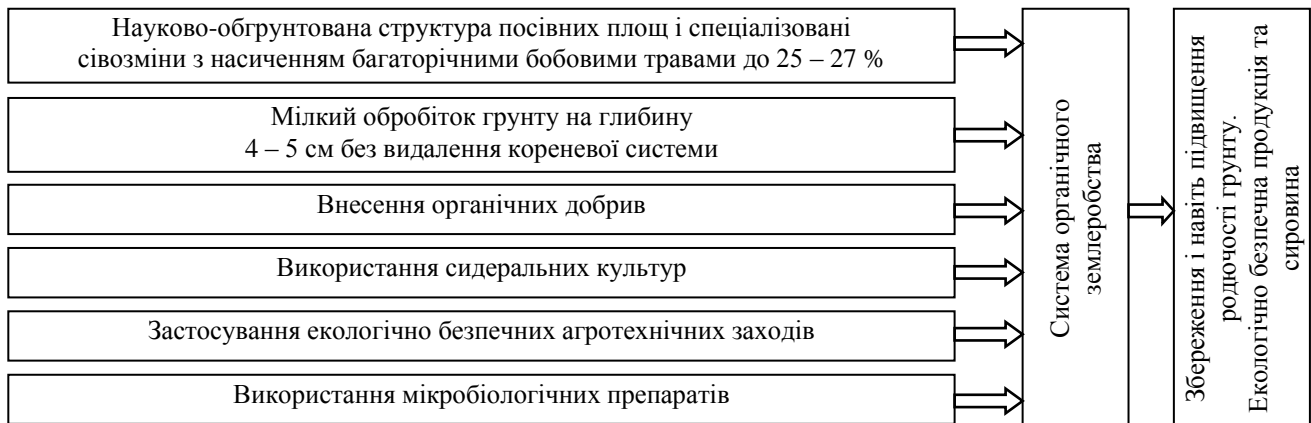 Науково-обгрунтована структура посівних площ і спеціалізовані
сівозміни з насиченням багаторічними бобовими травами до 25 – 27 %
Мілкий обробіток грунту на глибину
4 – 5 см без видалення кореневої системи
Внесення органічних добрив
Використання сидеральних культур
Застосування екологічно безпечних агротехнічних заходів
Використання мікробіологічних препаратів
Система органічного
землеробства
Збереження і навіть підвищення
родючості грунту.
Екологічно безпечна продукція та
сировина